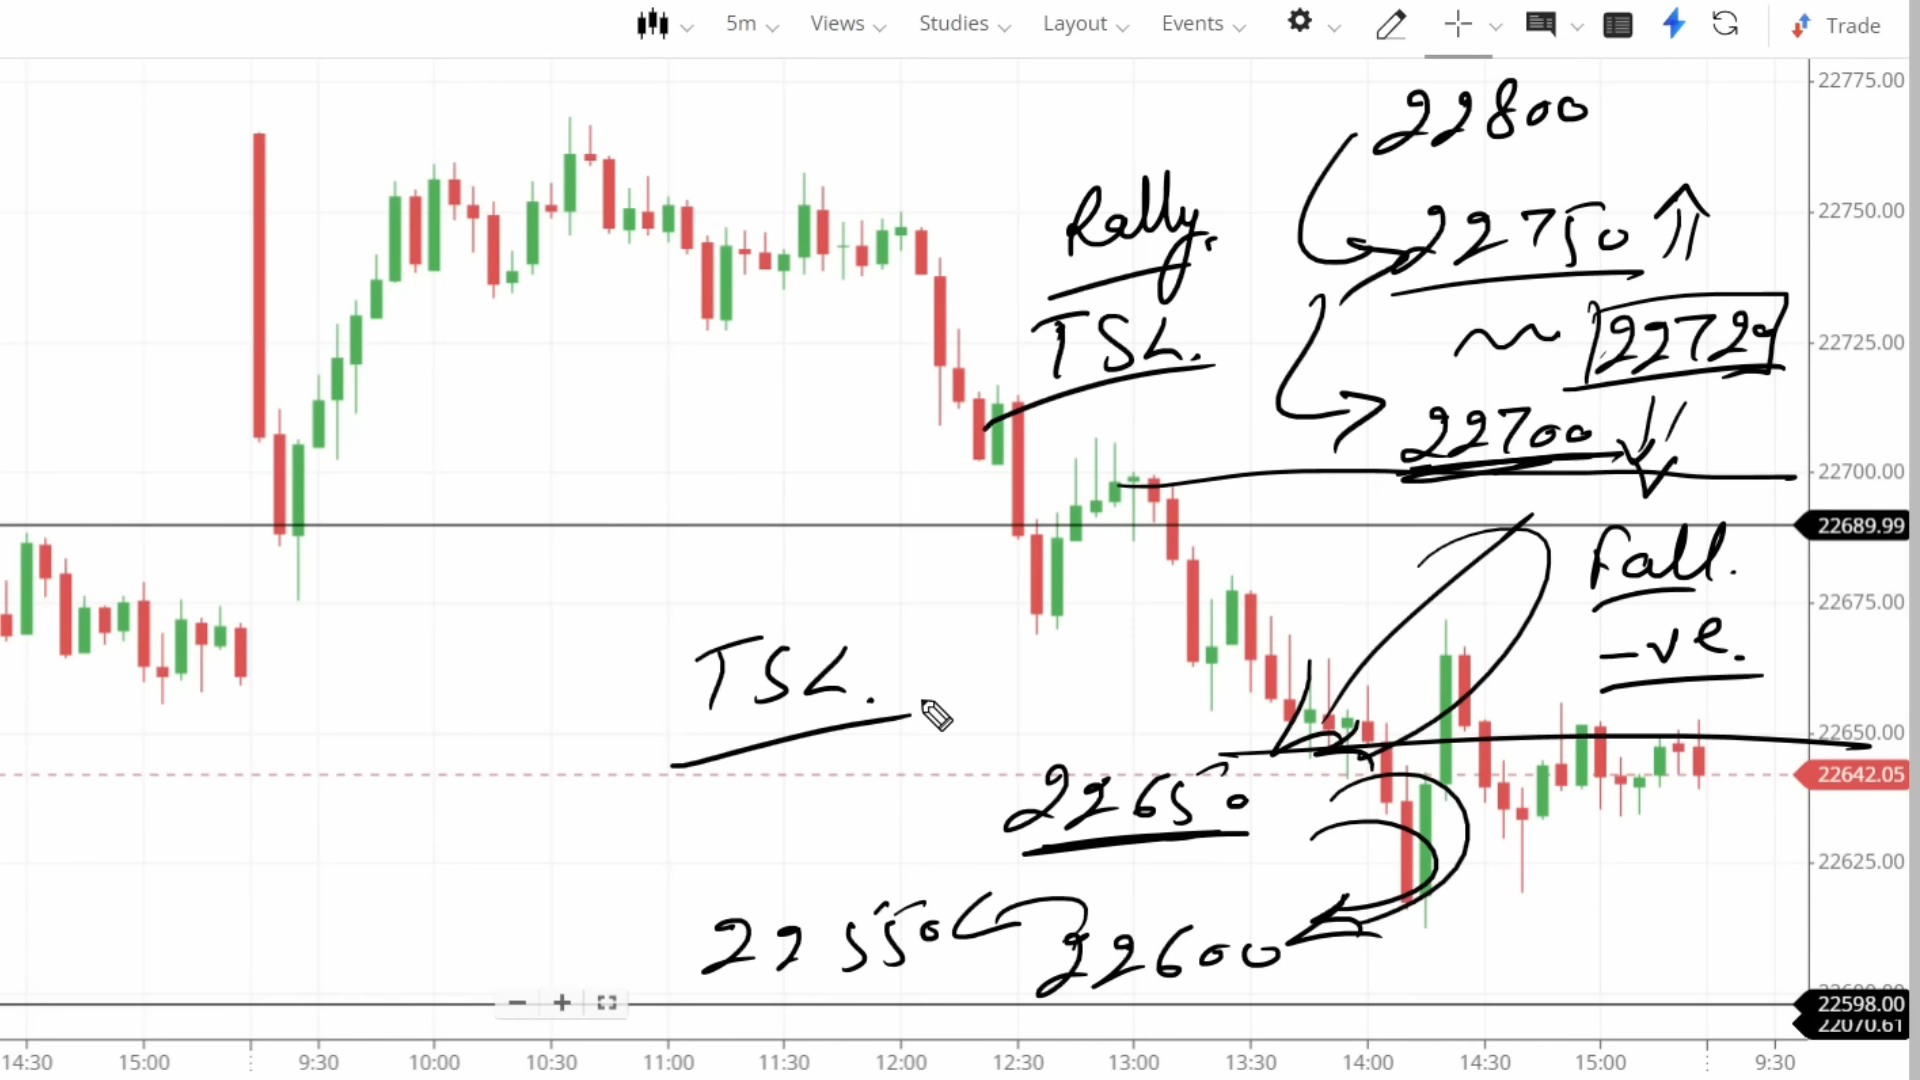 5m Views Studies Layout Events Trade
22775.00
22800
Rally.
22750
22750.00
TSL.
22729
22725.00
22700
22700.00
22689.99
Fall.
22675.00
-ve.
TSL.
22650.00
22642.05
22650
22625.00
22550
22600
22598.00
22070.61
14:30 15:00 9:30 10:00 10:30 11:00 11:30 12:00 12:30 13:00 13:30 14:00 14:30 15:00 9:30